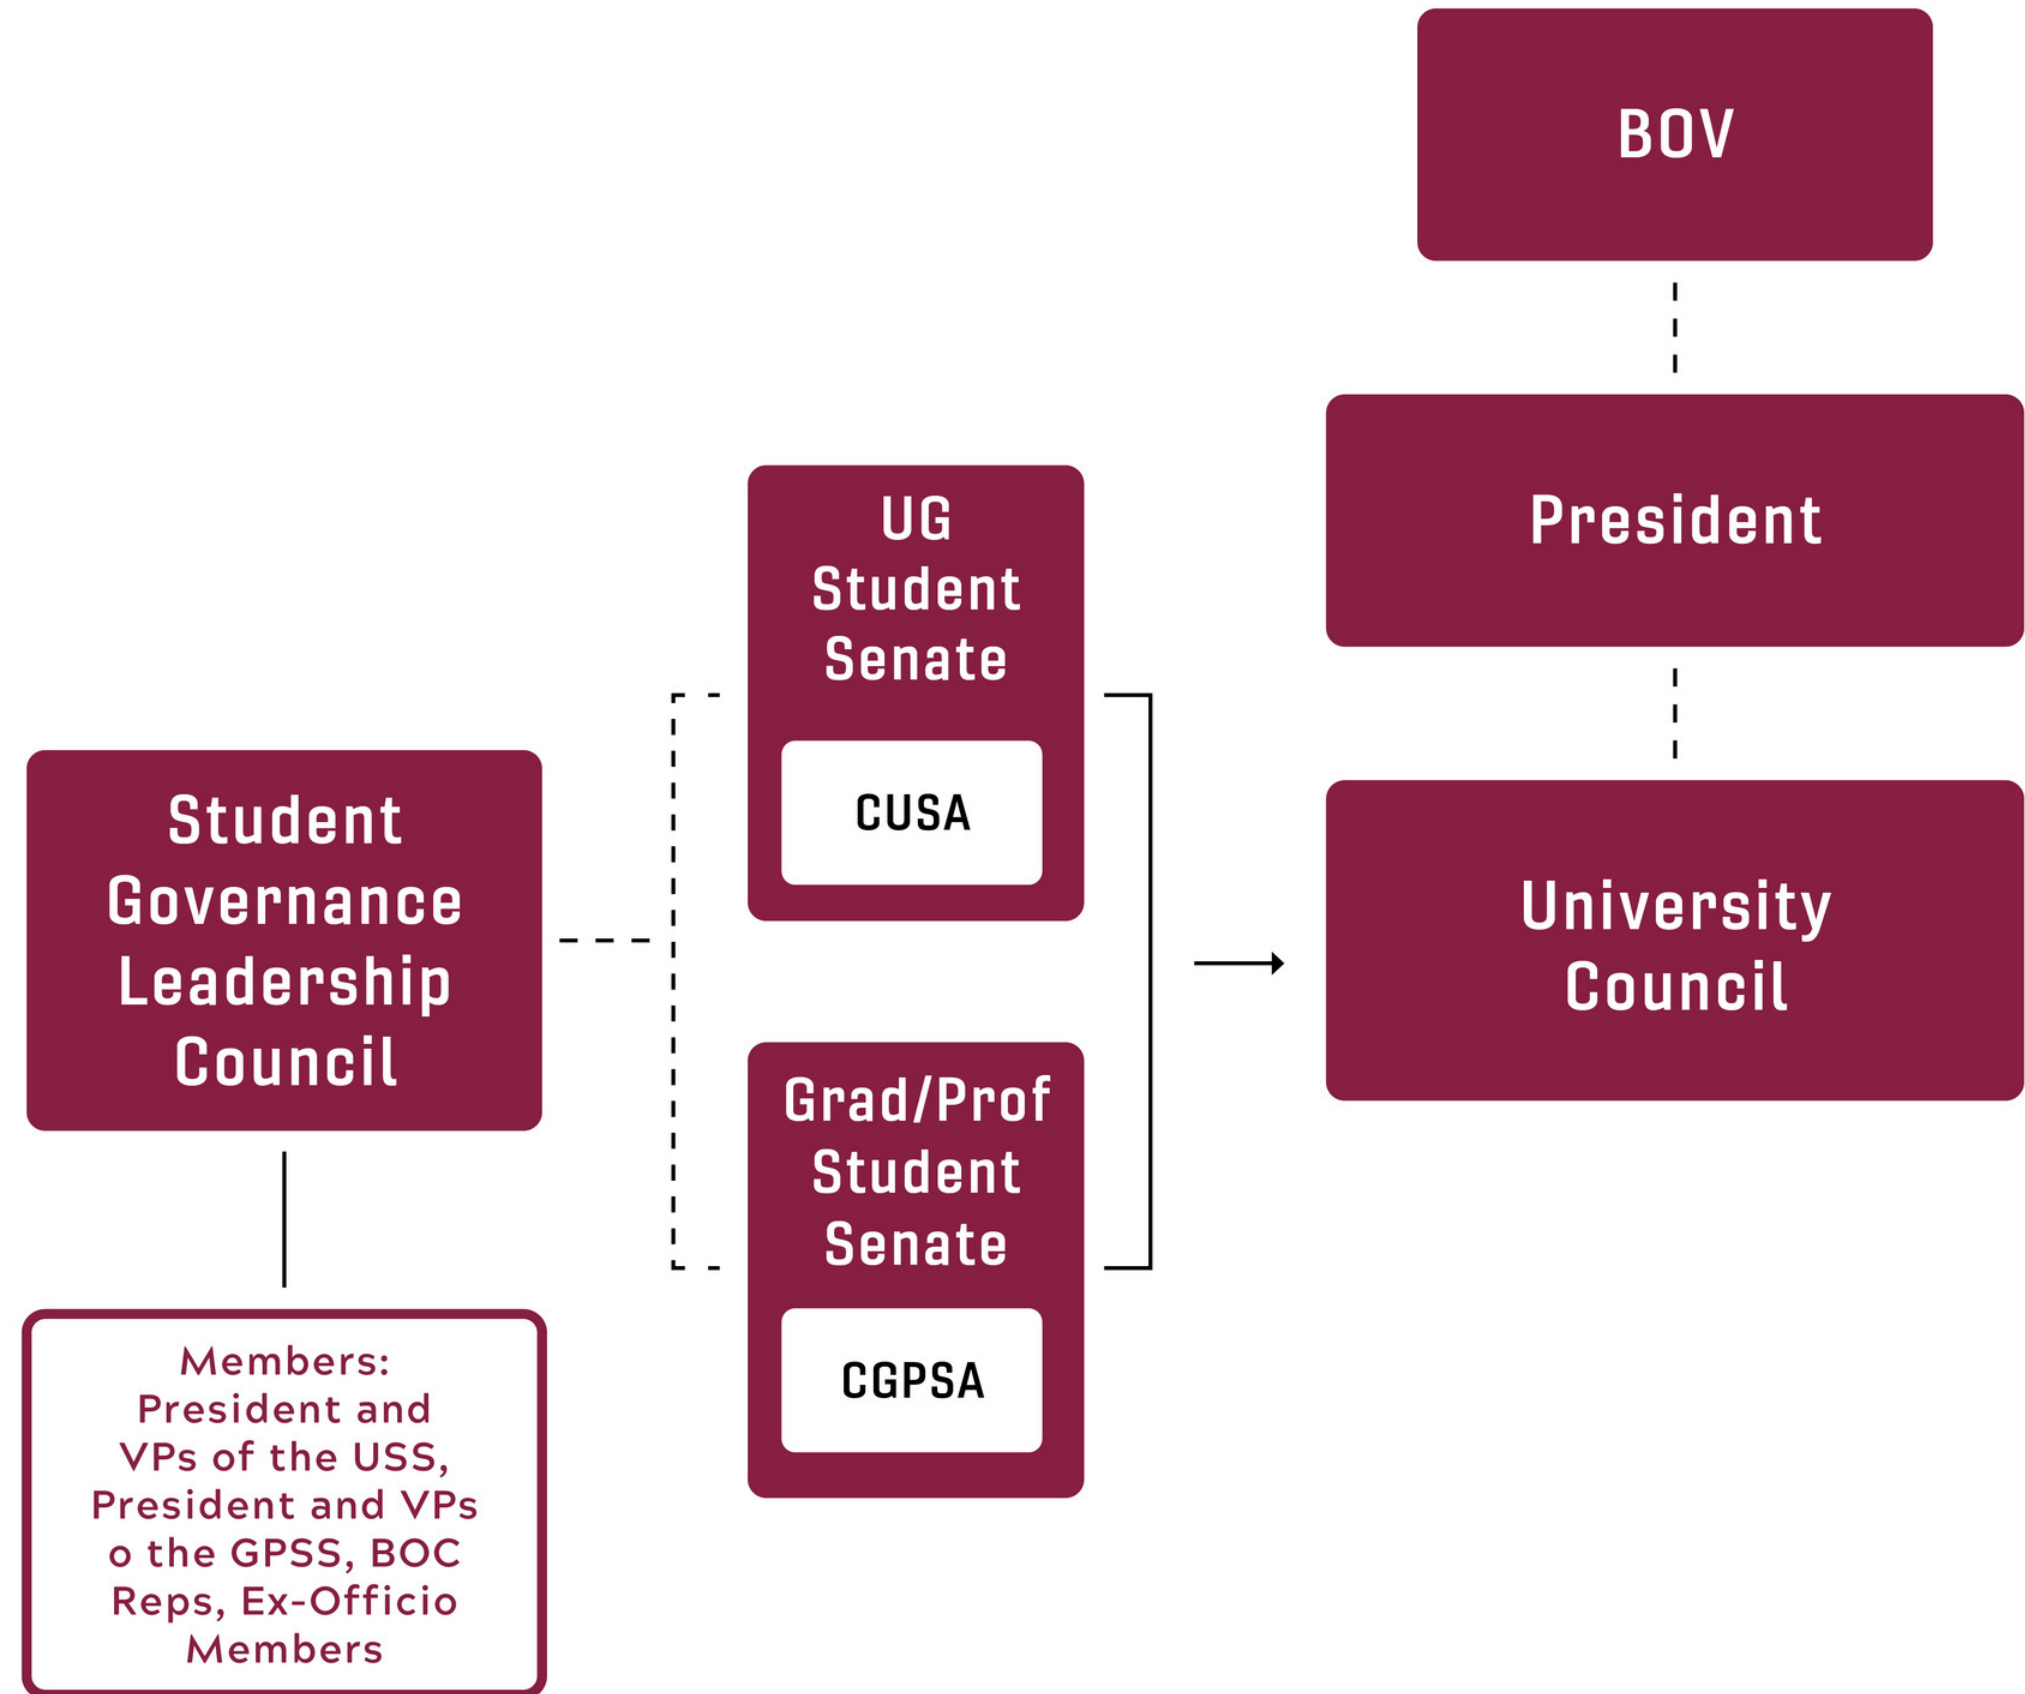 BOV
President
University
Council
UG
Student
Senate
CUSA
Grad/Prof
Student
Senate
CGPSA
Student
Governance
Leadership
Council
Members:
President and
VPs of the USS,
President and VPs
o the GPSS, BOC
Reps, Ex-Officio
Members